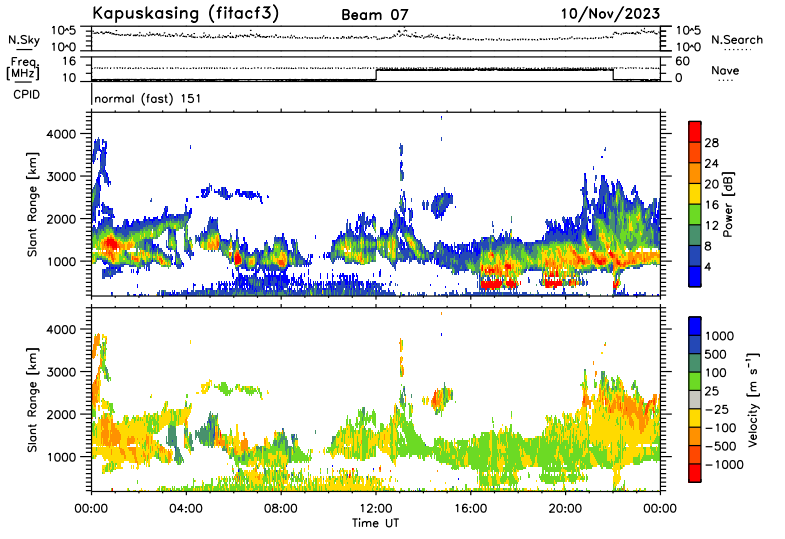 Kapuskasing (fitacf3) Beam 07 10/Nov/2023
N.Sky 10^5 10^0 10^5 10^0 N.Search
Freq. [MHz] 16 10 60 0 Nave
CPID normal (fast) 151
Slant Range [km] 4000 3000 2000 1000
28 24 20 16 12 8 4 Power [dB]
Slant Range [km] 4000 3000 2000 1000
1000 500 100 25 −25 −100 −500 −1000 Velocity [m s⁻¹]
00:00 04:00 08:00 12:00 16:00 20:00 00:00
Time UT